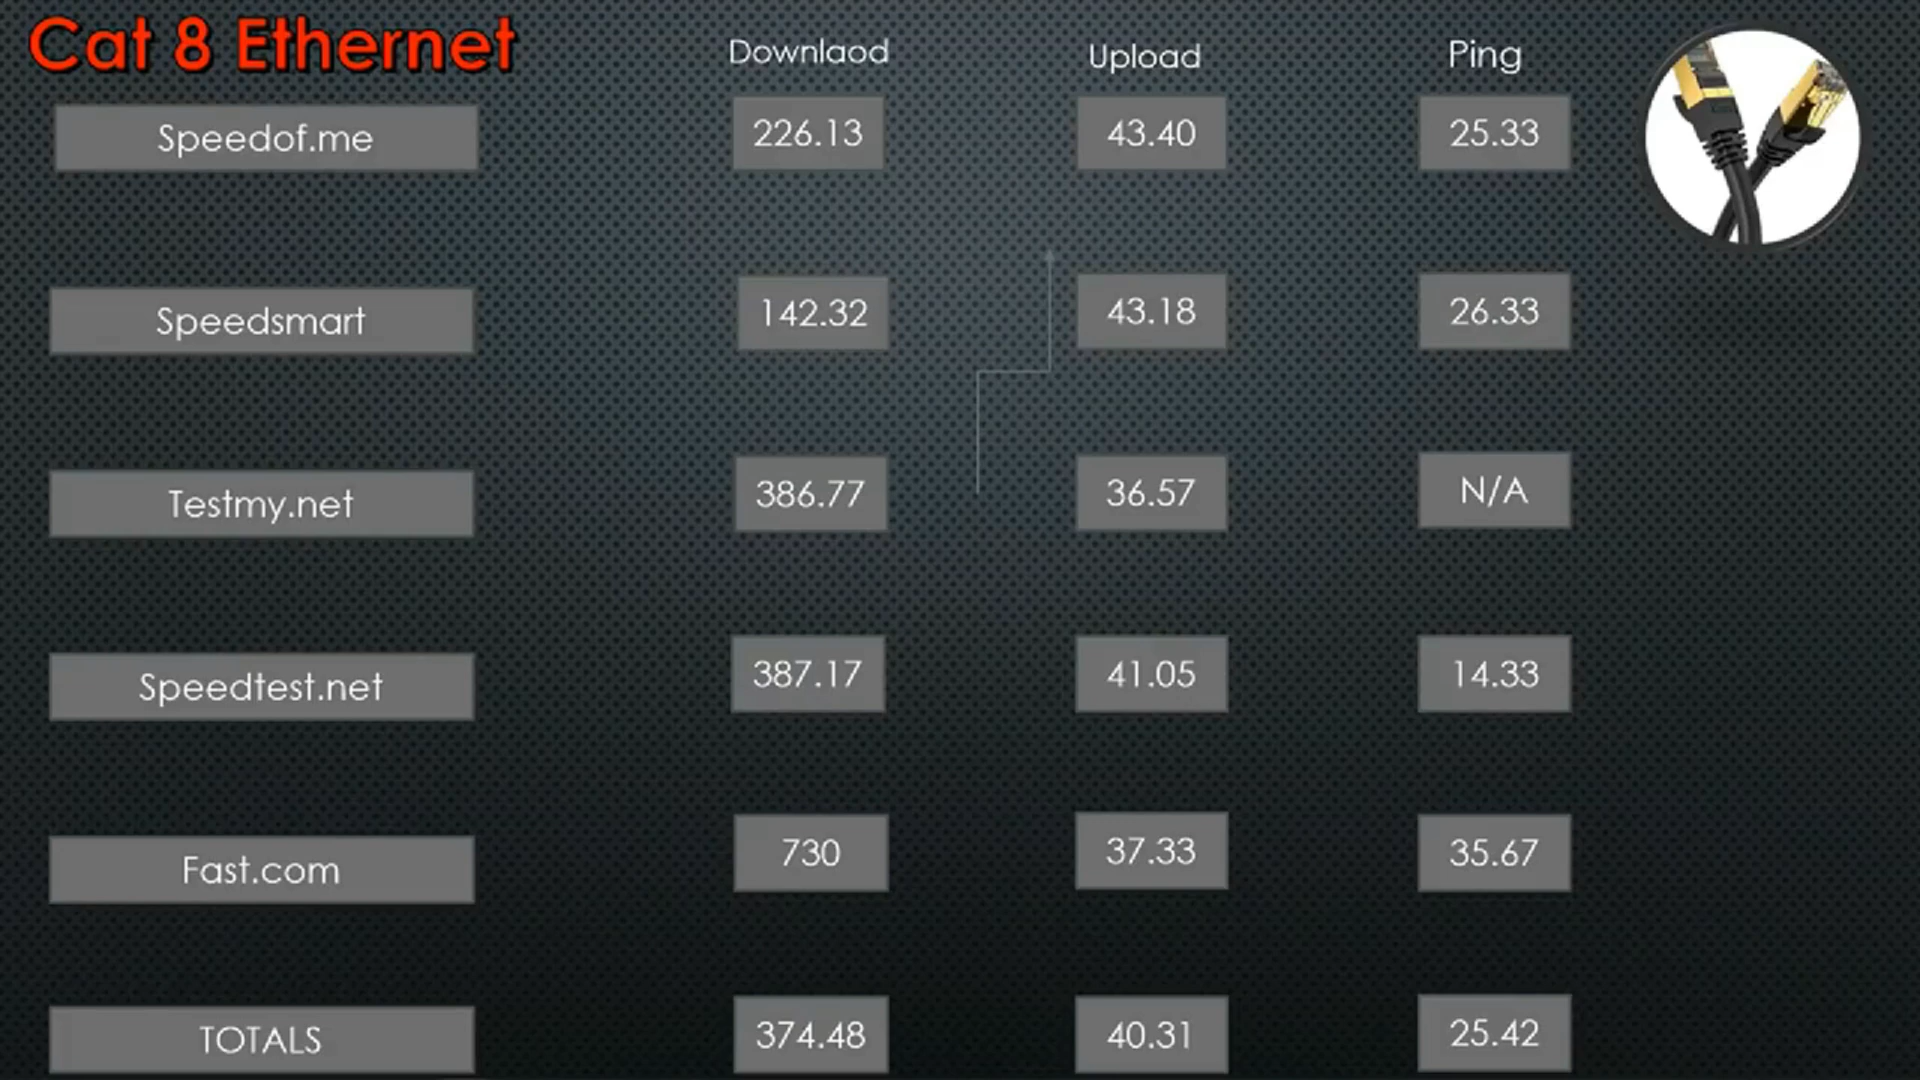 Cat 8 Ethernet
Downlaod Upload Ping
Speedof.me 226.13 43.40 25.33
Speedsmart 142.32 43.18 26.33
Testmy.net 386.77 36.57 N/A
Speedtest.net 387.17 41.05 14.33
Fast.com 730 37.33 35.67
TOTALS 374.48 40.31 25.42